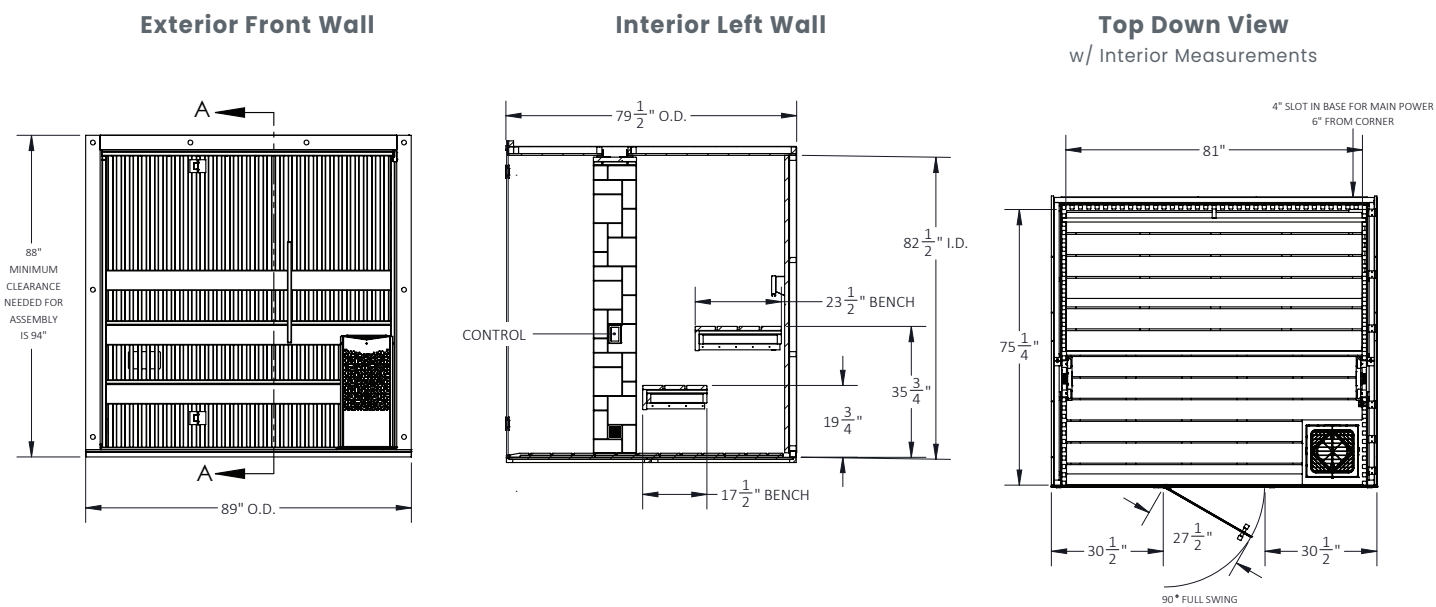 Exterior Front Wall
Interior Left Wall
Top Down View
w/ Interior Measurements
A
A
88"
MINIMUM
CLEARANCE
NEEDED FOR
ASSEMBLY
IS 94"
89" O.D.
79 1/2" O.D.
82 1/2" I.D.
23 1/2" BENCH
CONTROL
35 3/4"
19 3/4"
17 1/2" BENCH
4" SLOT IN BASE FOR MAIN POWER
6" FROM CORNER
81"
75 1/4"
27 1/2"
30 1/2"
30 1/2"
90° FULL SWING